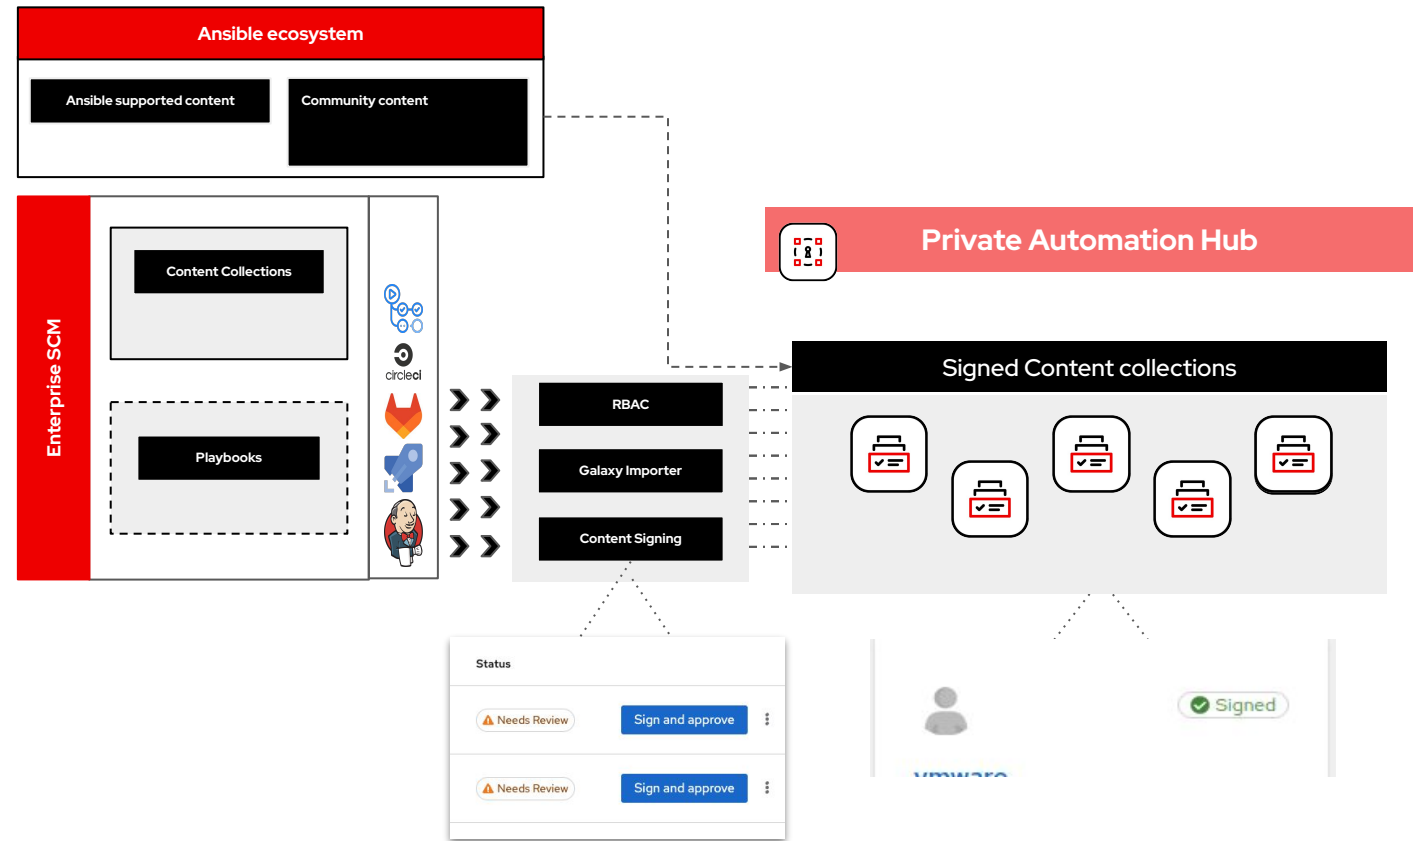 Ansible ecosystem
Ansible supported content
Community content
Enterprise SCM
Content Collections
Playbooks
circleci
RBAC
Galaxy Importer
Content Signing
Private Automation Hub
Signed Content collections
Status
Needs Review
Sign and approve
Needs Review
Sign and approve
Signed
vmware